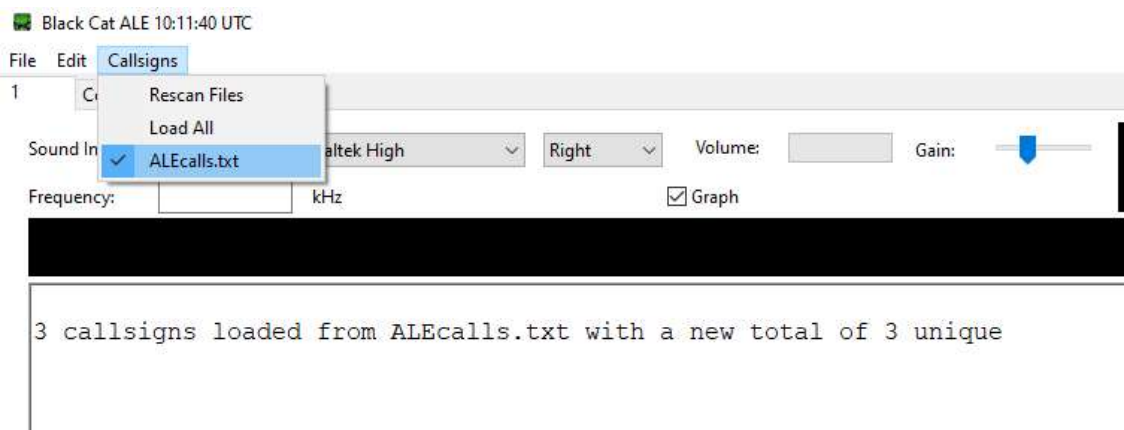 Black Cat ALE 10:11:40 UTC
File Edit Callsigns
1
Rescan Files
Load All
Sound In
ALEcalls.txt
altek High
Right
Volume:
Gain:
Frequency:
kHz
Graph
3 callsigns loaded from ALEcalls.txt with a new total of 3 unique